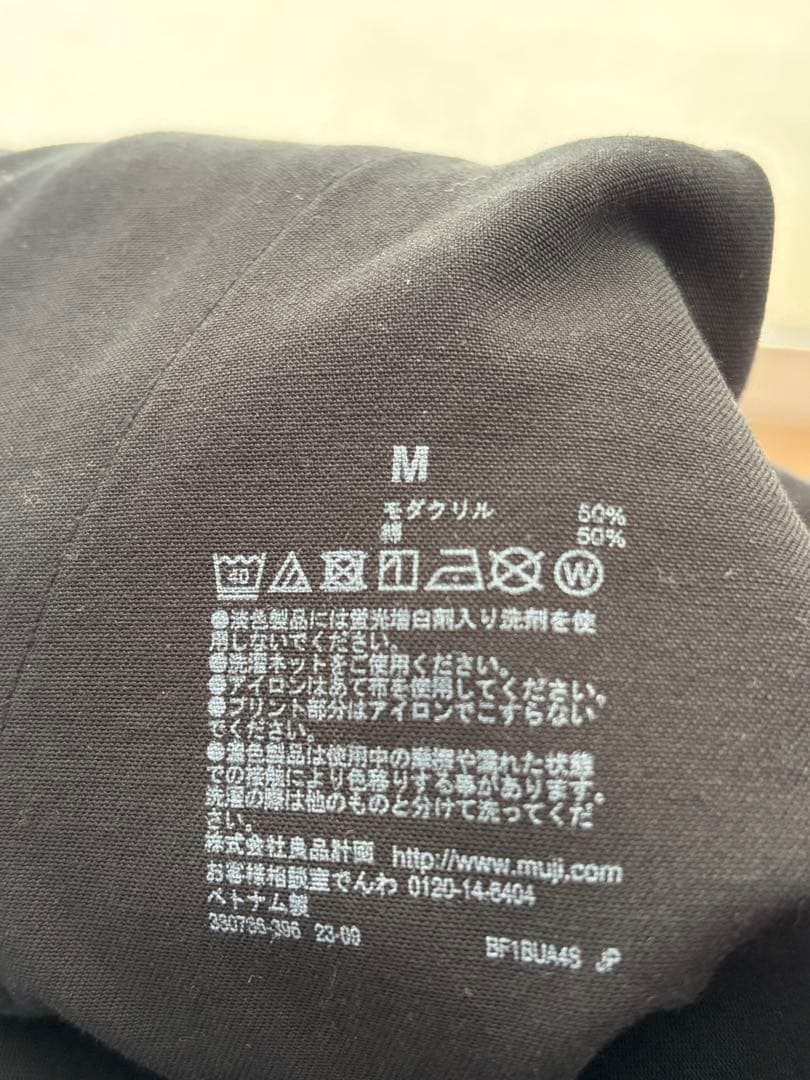 M
モダクリル 50%
綿 50%
40 W
●淡色製品には蛍光増白剤入り洗剤を使
用しないでください。
●洗濯ネットをご使用ください。
●アイロンはあて布を使用してください。
●プリント部分はアイロンでこすらない
でください。
●濃色製品は使用中の摩擦や濡れた状態
での接触により色移りする事があります。
洗濯の際は他のものと分けて洗ってくだ
さい。
株式会社良品計画 http://www.muji.com
お客様相談室でんわ 0120-14-6404
ベトナム製
23-09
BF1BUA4S JP